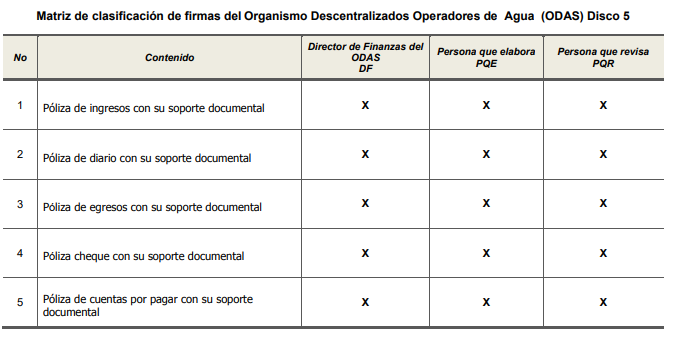 Matriz de clasificación de firmas del Organismo Descentralizados Operadores de Agua (ODAS) Disco 5
No Contenido Director de Finanzas del ODAS DF Persona que elabora PQE Persona que revisa PQR
1 Póliza de ingresos con su soporte documental X X X
2 Póliza de diario con su soporte documental X X X
3 Póliza de egresos con su soporte documental X X X
4 Póliza cheque con su soporte documental X X X
5 Póliza de cuentas por pagar con su soporte documental X X X